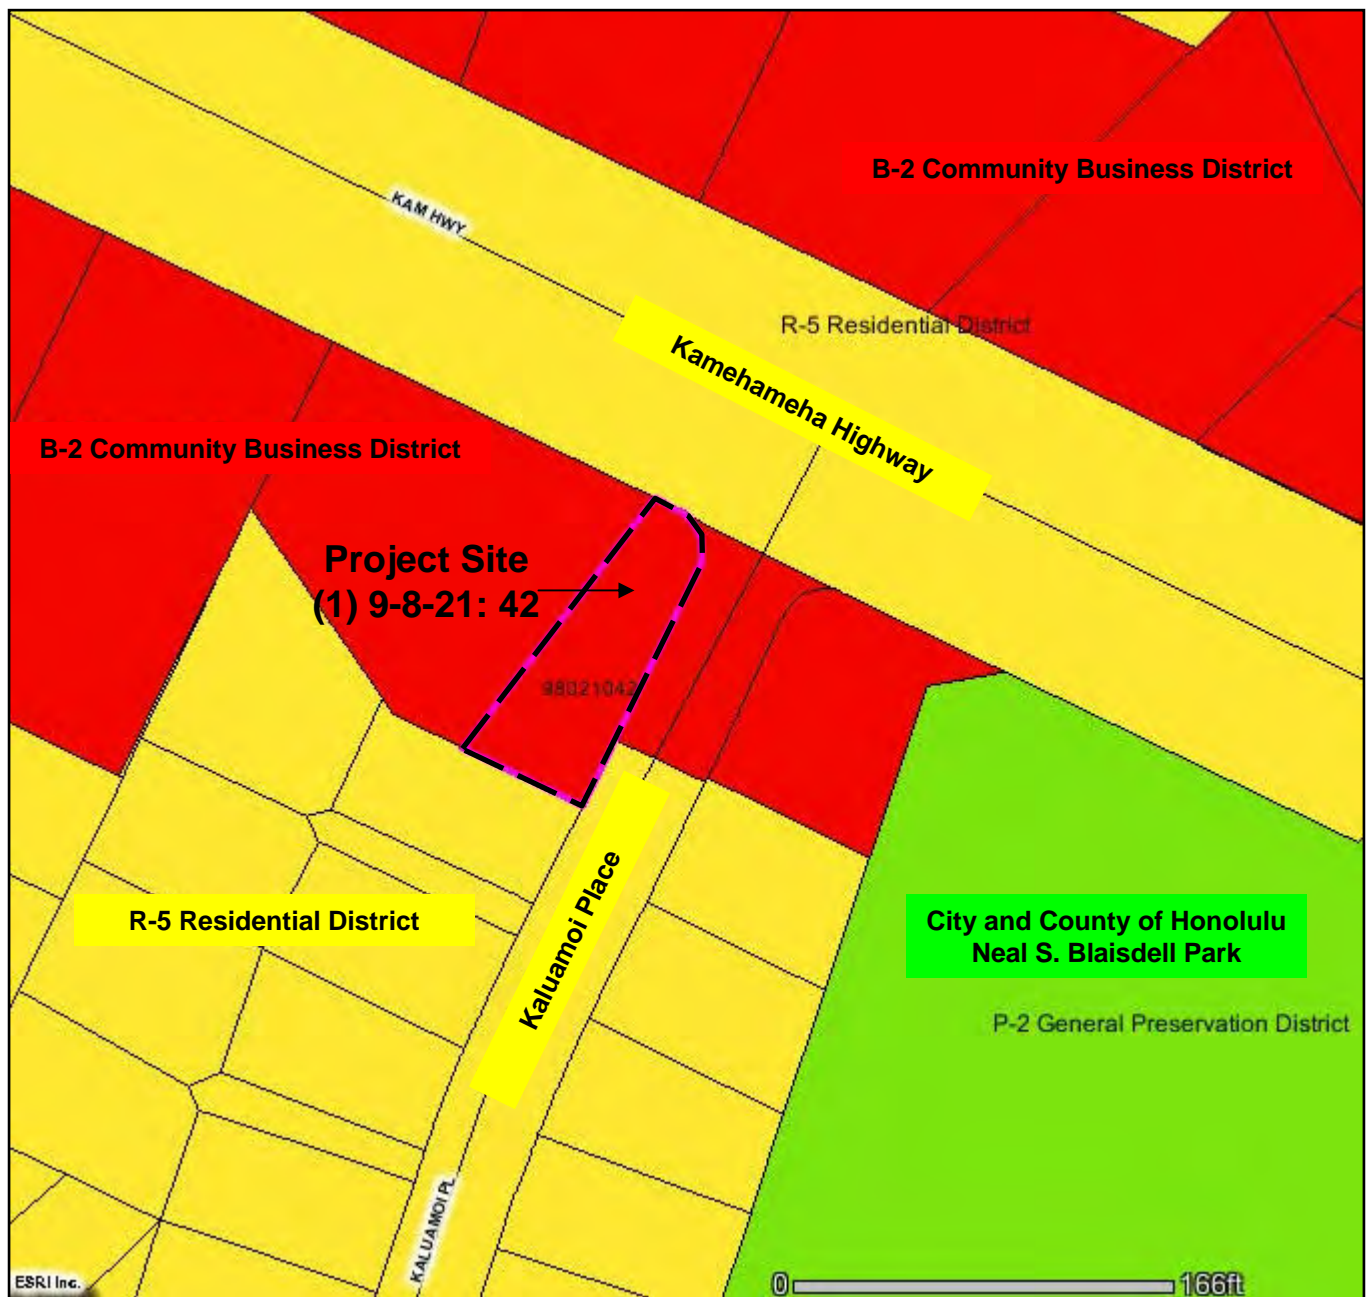 B-2 Community Business District
KAM HWY
R-5 Residential District
Kamehameha Highway
B-2 Community Business District
Project Site
(1) 9-8-21: 42
98021042
R-5 Residential District
Kaluamoi Place
City and County of Honolulu
Neal S. Blaisdell Park
P-2 General Preservation District
KALUAMOI PL
ESRI Inc.
0 166ft